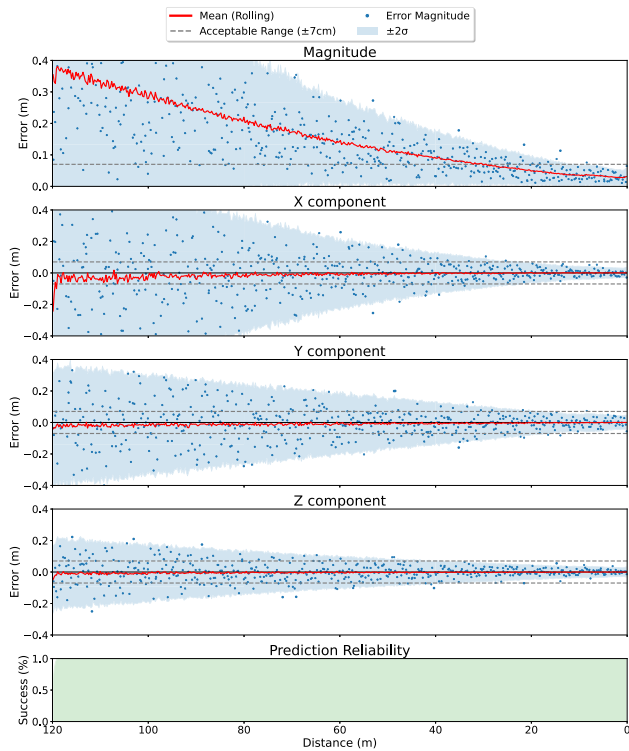 Mean (Rolling)
Acceptable Range (±7cm)
Error Magnitude
±2σ
Magnitude
Error (m)
0.4
0.3
0.2
0.1
0.0
X component
Error (m)
0.4
0.2
0.0
−0.2
−0.4
Y component
Error (m)
0.4
0.2
0.0
−0.2
−0.4
Z component
Error (m)
0.4
0.2
0.0
−0.2
−0.4
Prediction Reliability
Success (%)
1.0
0.5
0.0
120 100 80 60 40 20 0
Distance (m)